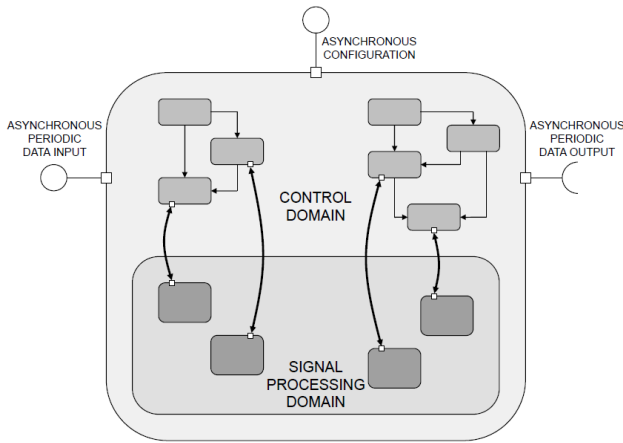 ASYNCHRONOUS
CONFIGURATION
ASYNCHRONOUS
PERIODIC
DATA INPUT
ASYNCHRONOUS
PERIODIC
DATA OUTPUT
CONTROL
DOMAIN
SIGNAL
PROCESSING
DOMAIN